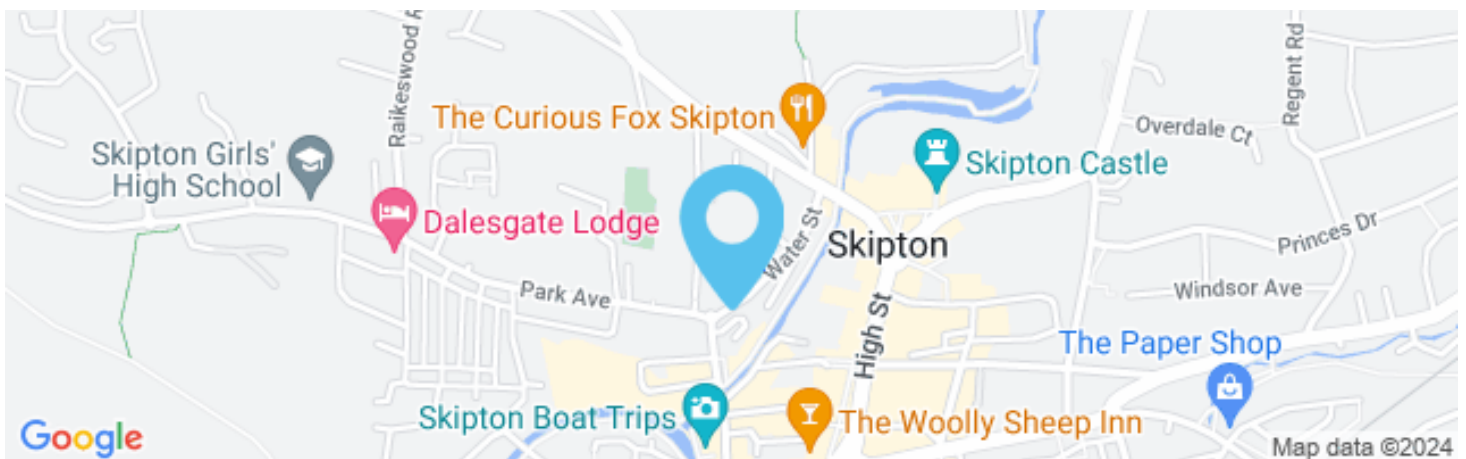 Raikeswood R
Regent Rd
The Curious Fox Skipton
Overdale Ct
Skipton Girls'
High School
Skipton Castle
Dalesgate Lodge
Water St
Skipton
Princes Dr
Park Ave
Windsor Ave
High St
The Paper Shop
Skipton Boat Trips
The Woolly Sheep Inn
Google
Map data ©2024